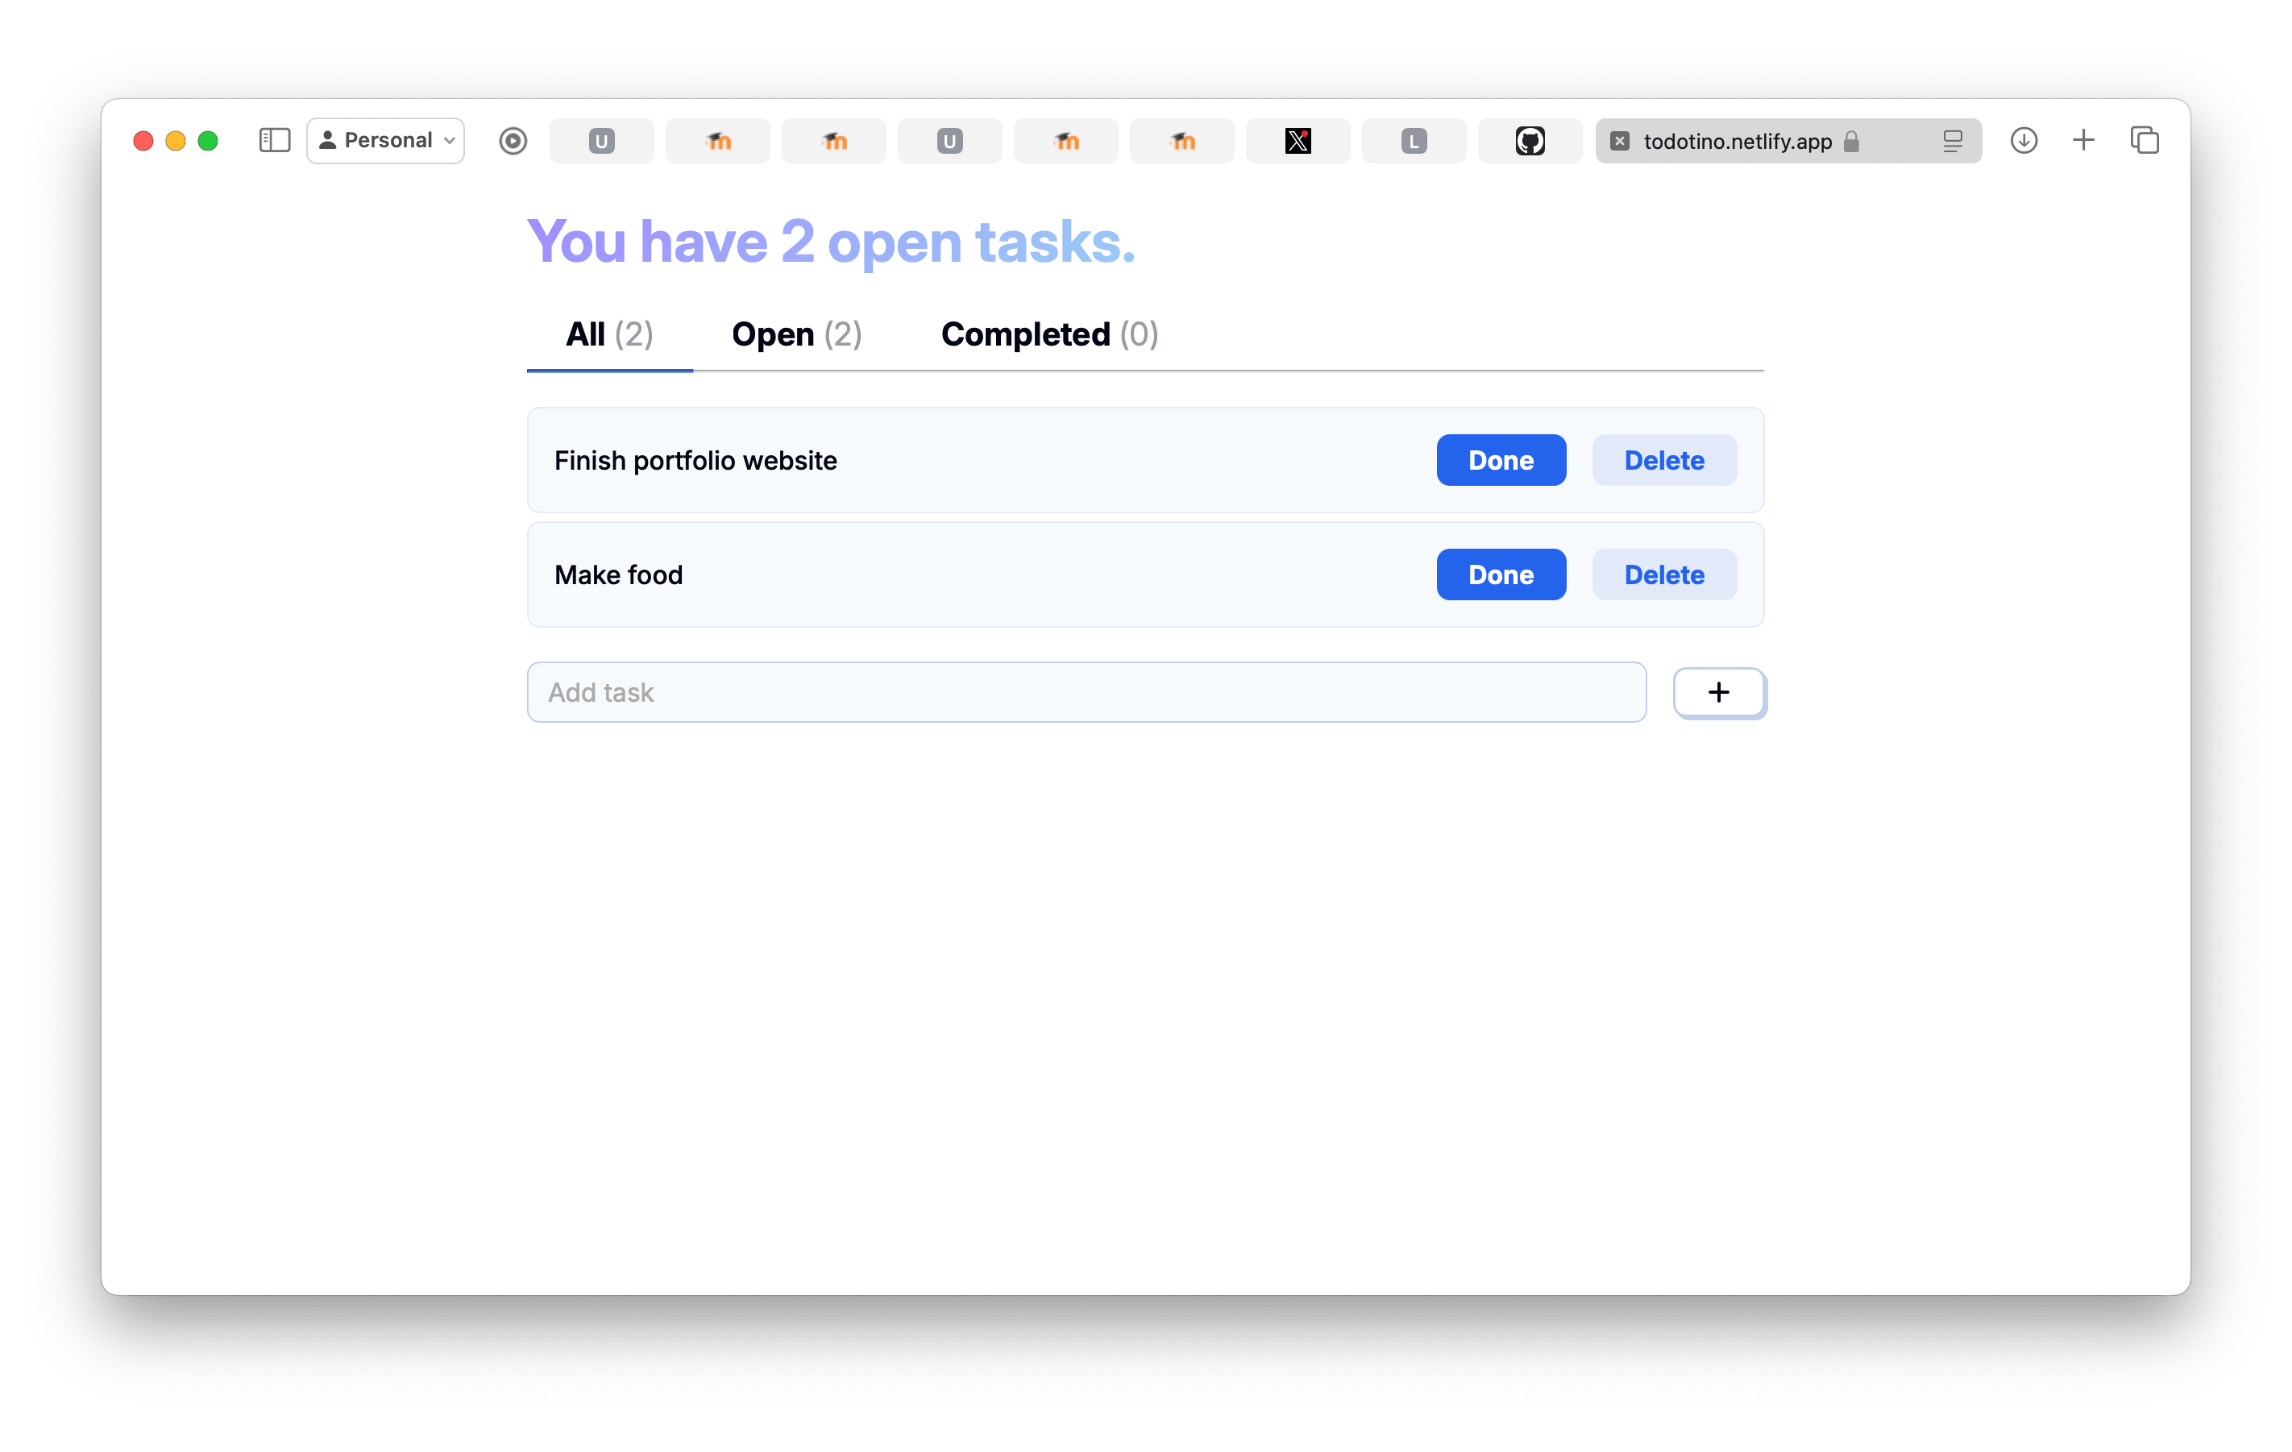 Personal
U
U
L
todotino.netlify.app
You have 2 open tasks.
All (2) Open (2) Completed (0)
Finish portfolio website Done Delete
Make food Done Delete
Add task +